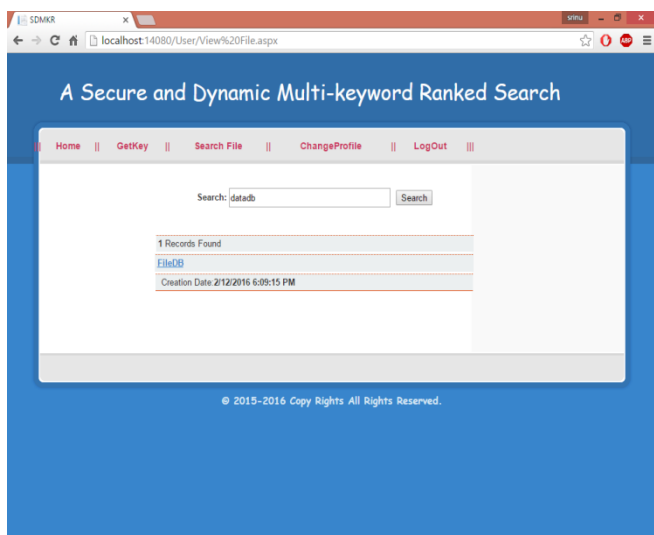 SDMKR
srinu
localhost:14080/User/View%20File.aspx
ABP
A Secure and Dynamic Multi-keyword Ranked Search
|| Home || GetKey || Search File || ChangeProfile || LogOut |||
Search: datadb Search
1 Records Found
FileDB
Creation Date:2/12/2016 6:09:15 PM
© 2015-2016 Copy Rights All Rights Reserved.